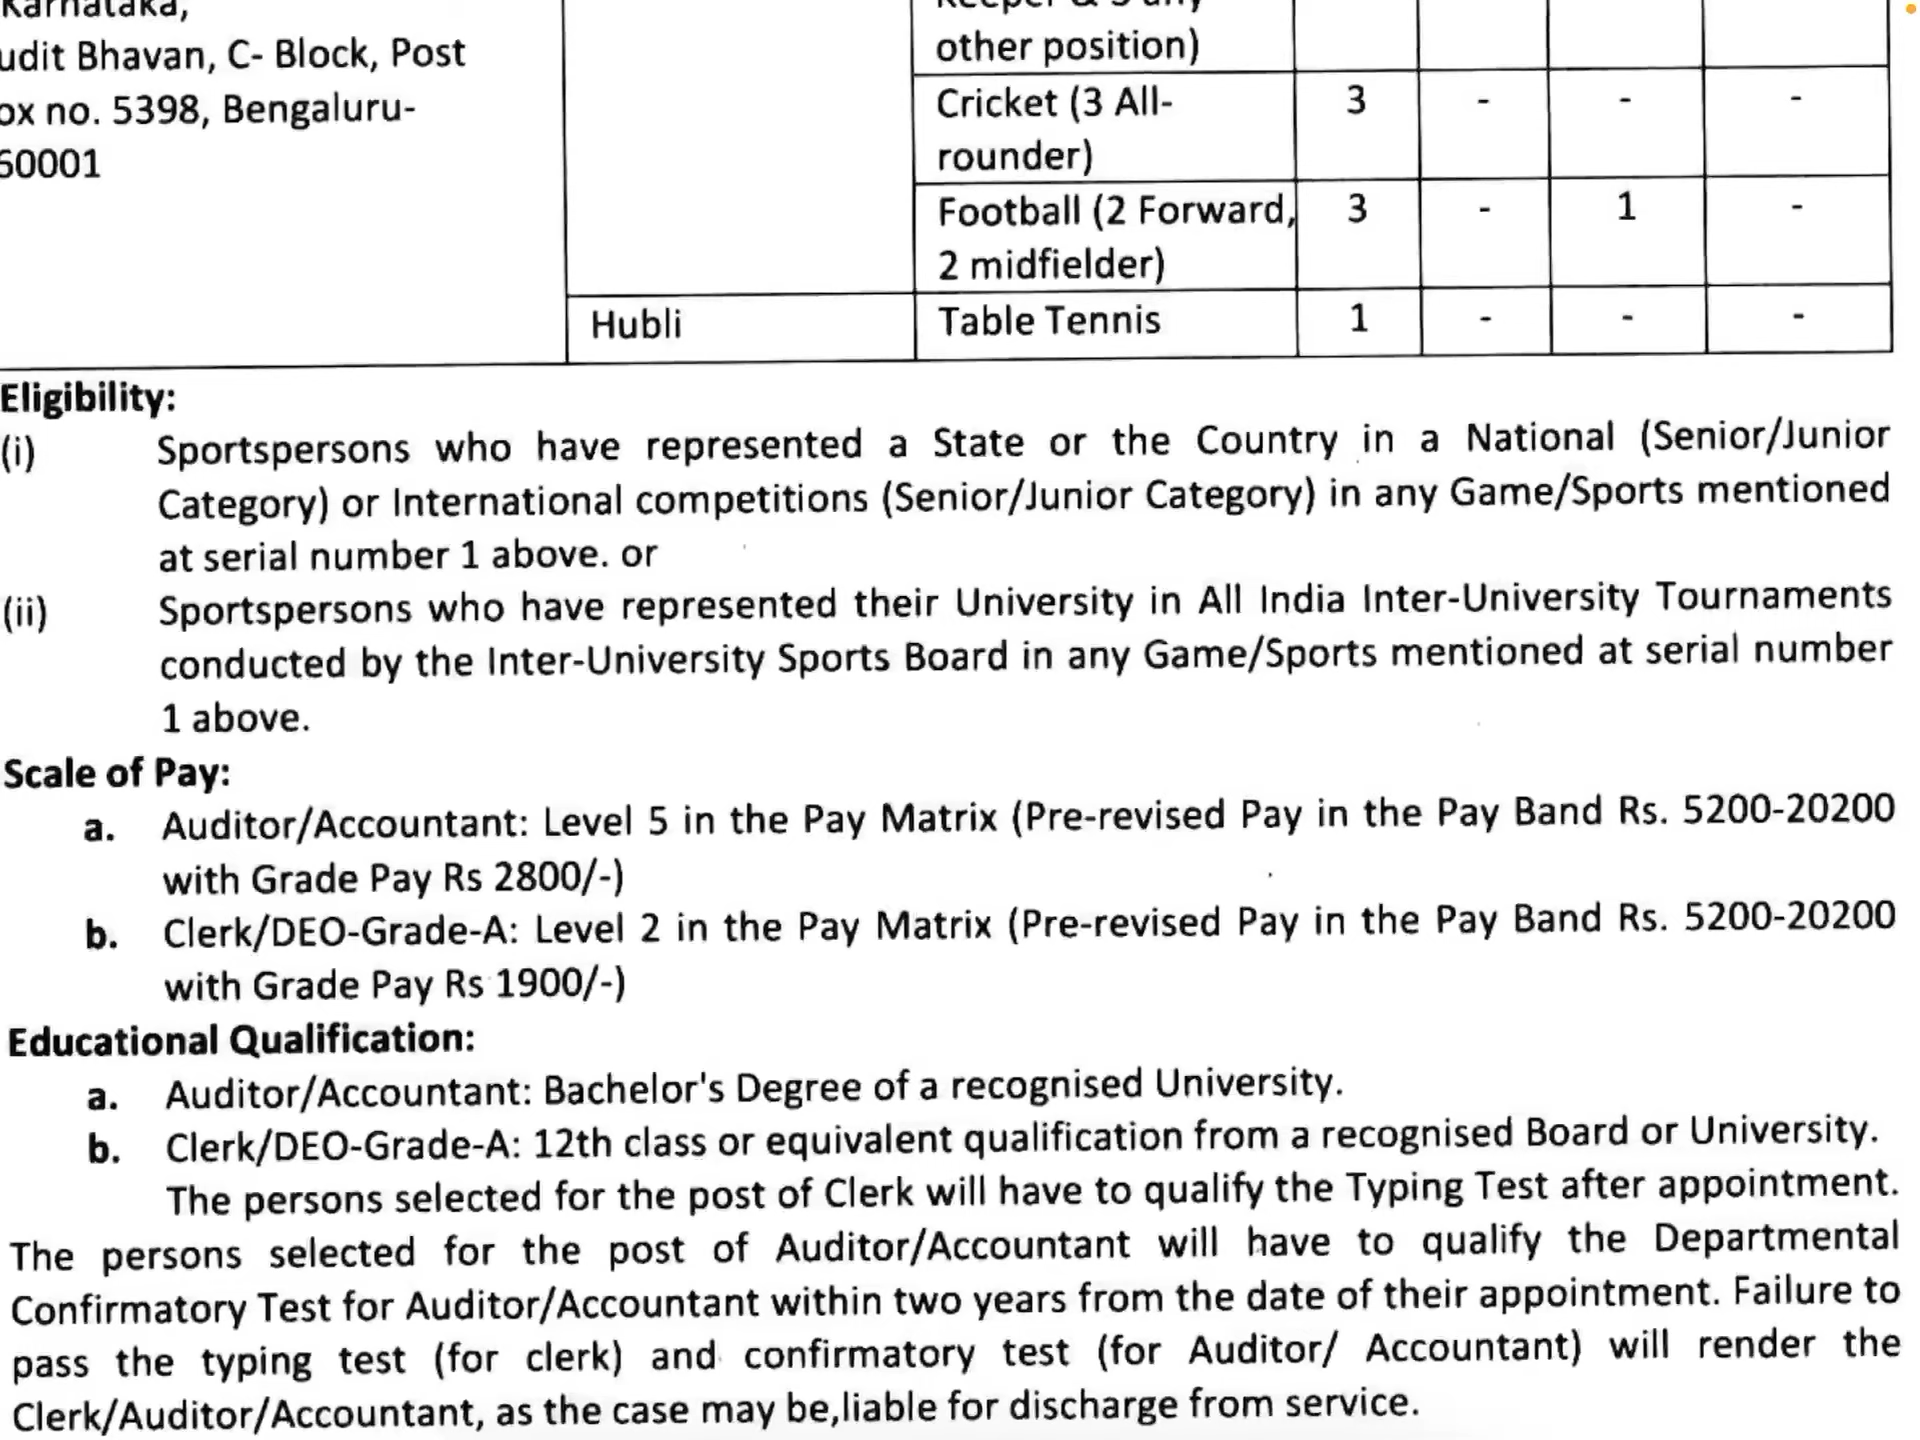 Karnataka,
udit Bhavan, C- Block, Post
ox no. 5398, Bengaluru-
60001
Keeper & 3 any
other position)
Cricket (3 All-
rounder)
3 - - -
Football (2 Forward,
2 midfielder)
3 - 1 -
Hubli Table Tennis 1 - - -
Eligibility:
(i) Sportspersons who have represented a State or the Country in a National (Senior/Junior
Category) or International competitions (Senior/Junior Category) in any Game/Sports mentioned
at serial number 1 above. or
(ii) Sportspersons who have represented their University in All India Inter-University Tournaments
conducted by the Inter-University Sports Board in any Game/Sports mentioned at serial number
1 above.
Scale of Pay:
a. Auditor/Accountant: Level 5 in the Pay Matrix (Pre-revised Pay in the Pay Band Rs. 5200-20200
with Grade Pay Rs 2800/-)
b. Clerk/DEO-Grade-A: Level 2 in the Pay Matrix (Pre-revised Pay in the Pay Band Rs. 5200-20200
with Grade Pay Rs 1900/-)
Educational Qualification:
a. Auditor/Accountant: Bachelor's Degree of a recognised University.
b. Clerk/DEO-Grade-A: 12th class or equivalent qualification from a recognised Board or University.
The persons selected for the post of Clerk will have to qualify the Typing Test after appointment.
The persons selected for the post of Auditor/Accountant will have to qualify the Departmental
Confirmatory Test for Auditor/Accountant within two years from the date of their appointment. Failure to
pass the typing test (for clerk) and confirmatory test (for Auditor/ Accountant) will render the
Clerk/Auditor/Accountant, as the case may be,liable for discharge from service.